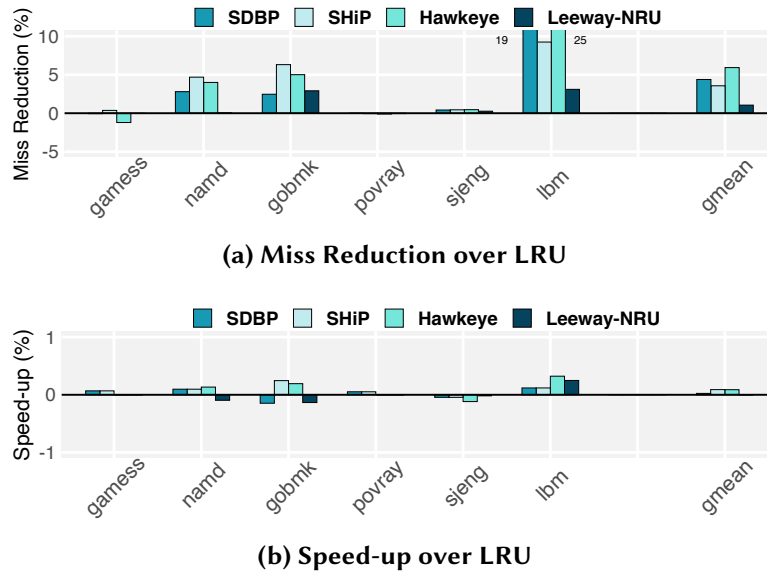 SDBP SHiP Hawkeye Leeway-NRU
Miss Reduction (%)
10
5
0
-5
19
25
gamess
namd
gobmk
povray
sjeng
lbm
gmean
(a) Miss Reduction over LRU
SDBP SHiP Hawkeye Leeway-NRU
Speed-up (%)
1
0
-1
gamess
namd
gobmk
povray
sjeng
lbm
gmean
(b) Speed-up over LRU